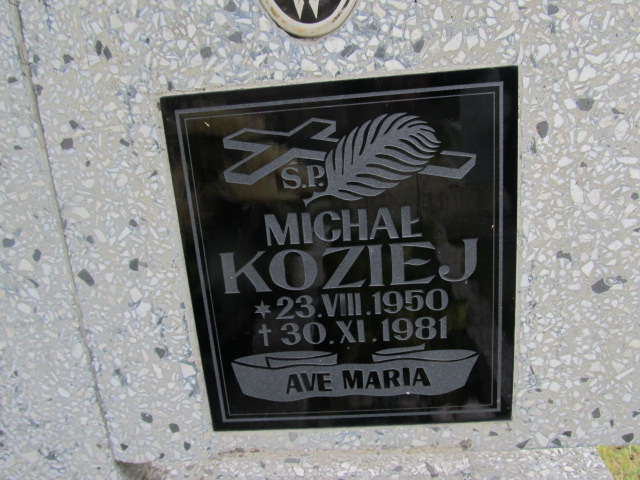 Ś.P.
MICHAŁ
KOZIEJ
* 23.VIII.1950
† 30.XI.1981
AVE MARIA